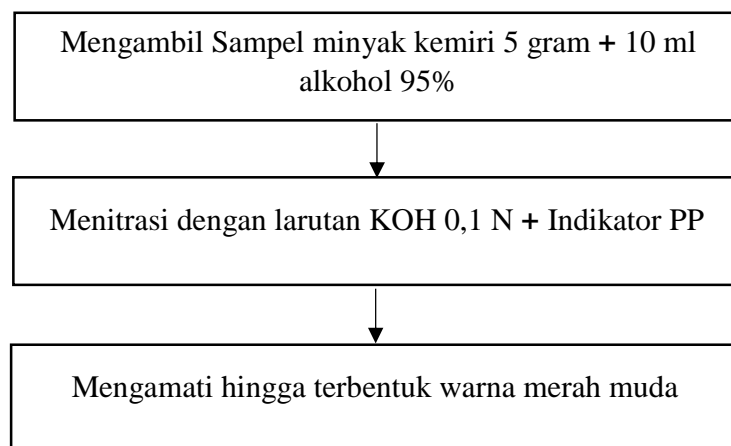 Mengambil Sampel minyak kemiri 5 gram + 10 ml
alkohol 95%
Menitrasi dengan larutan KOH 0,1 N + Indikator PP
Mengamati hingga terbentuk warna merah muda